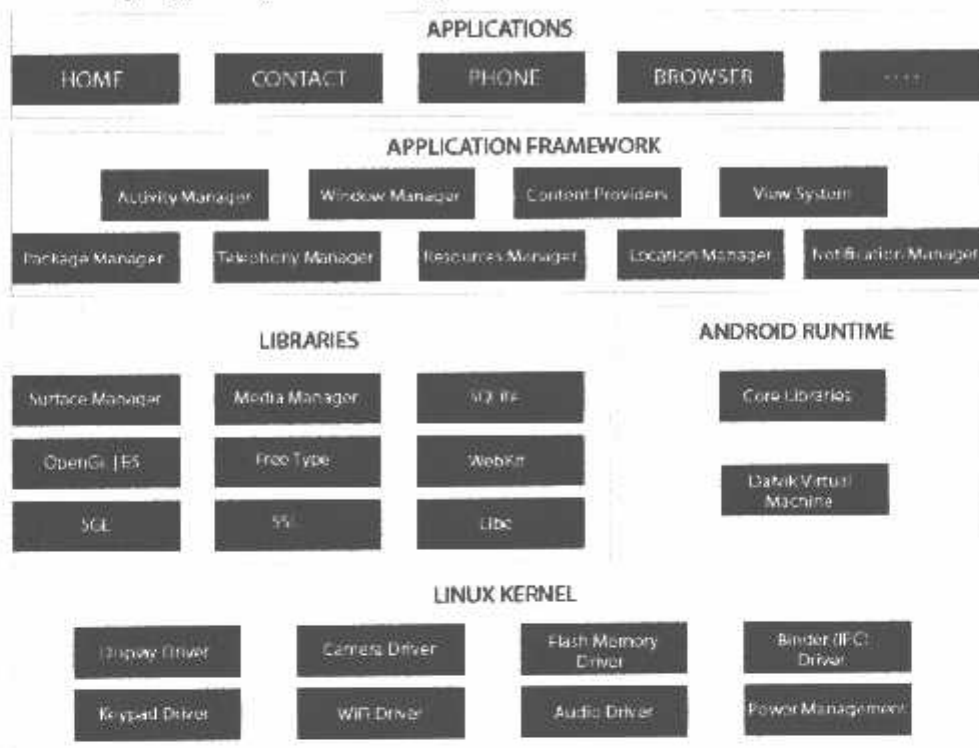 APPLICATIONS
HOME
CONTACT
PHONE
BROWSER
....
APPLICATION FRAMEWORK
Activity Manager
Window Manager
Content Providers
View System
Package Manager
Telephony Manager
Resources Manager
Location Manager
Notification Manager
LIBRARIES
ANDROID RUNTIME
Surface Manager
Media Manager
SQLite
Core Libraries
OpenGL | ES
Free Type
WebKit
Dalvik Virtual
Machine
SGL
SSL
Libc
LINUX KERNEL
Display Driver
Camera Driver
Flash Memory
Driver
Binder (IPC)
Driver
Keypad Driver
WiFi Driver
Audio Driver
Power Management